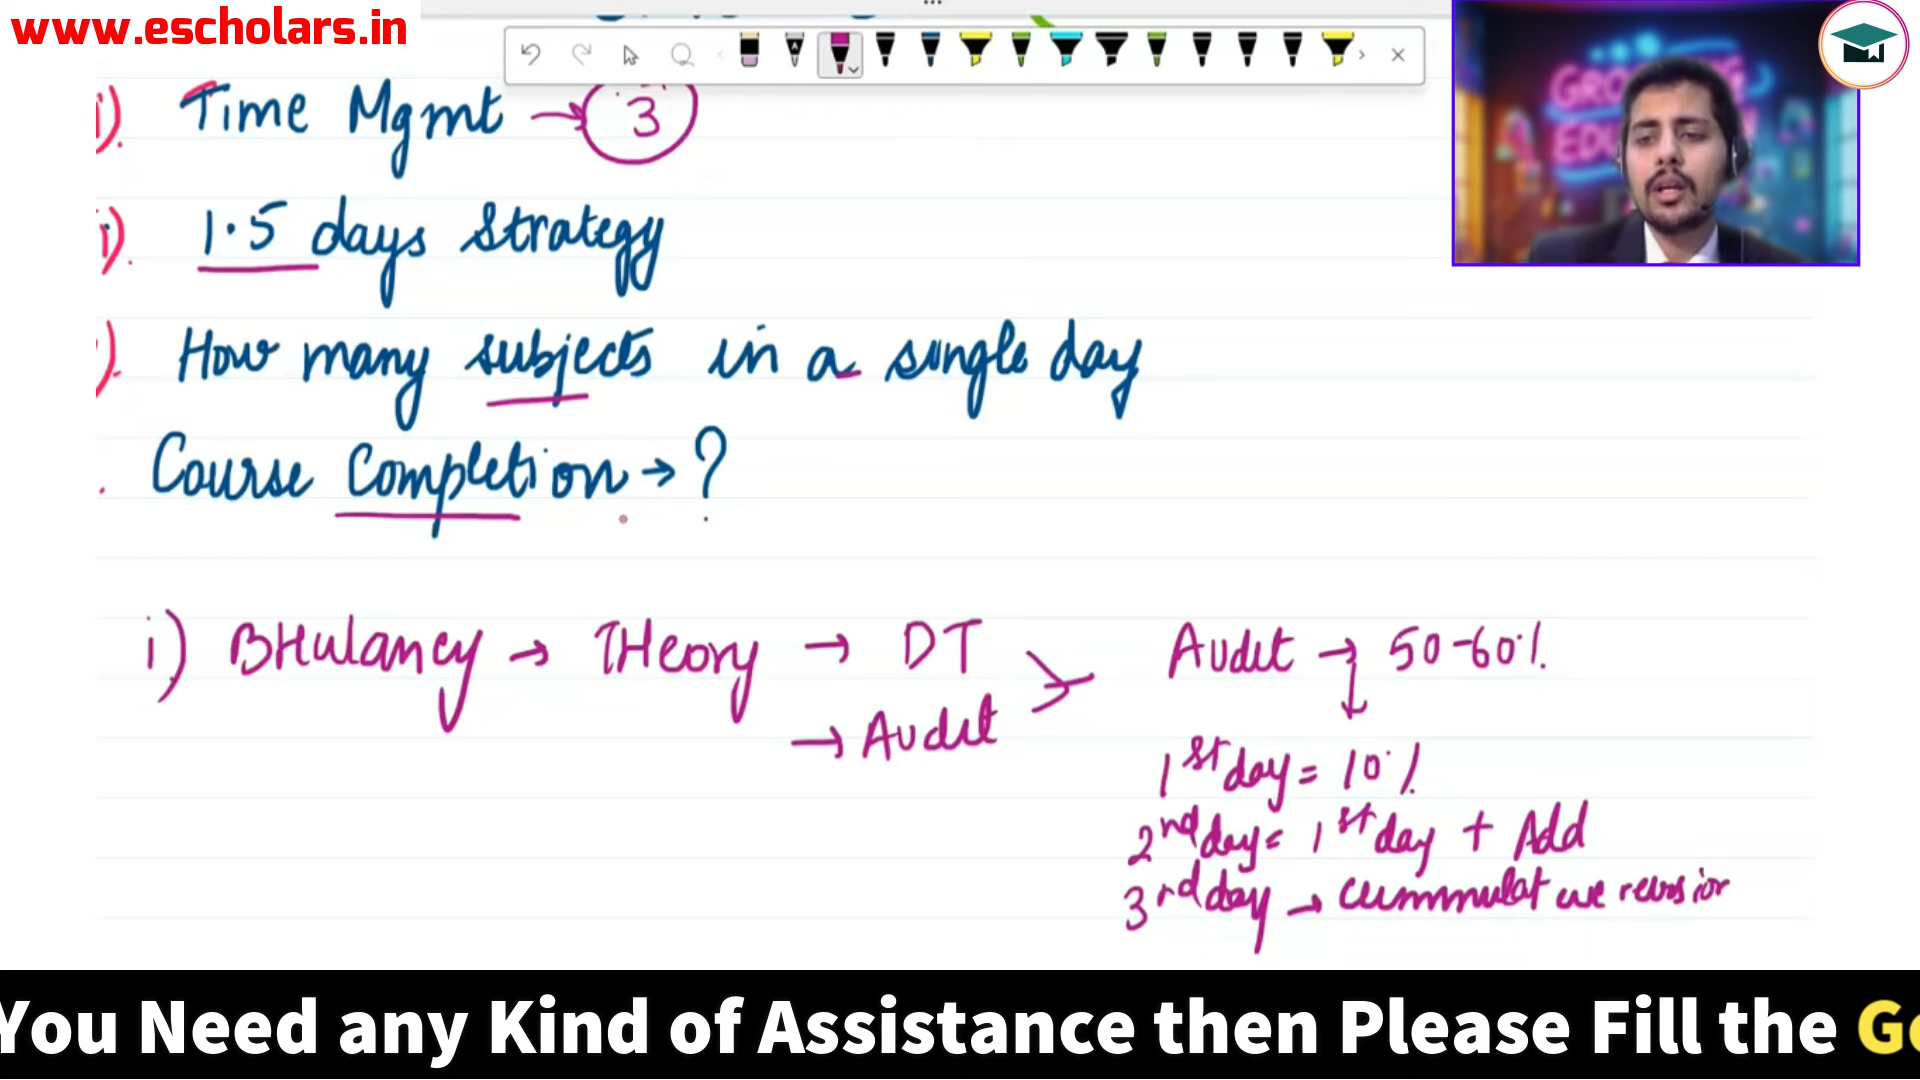 www.escholars.in
i). Time Mgmt → 3
i). 1.5 days Strategy
). How many subjects in a single day
. Course Completion → ?
i) BHulancy → THeory → DT
→ Audit
Audit → 50-60%
1st day = 10%
2nd day = 1st day + Add
3rd day → cummulative revision
You Need any Kind of Assistance then Please Fill the Go